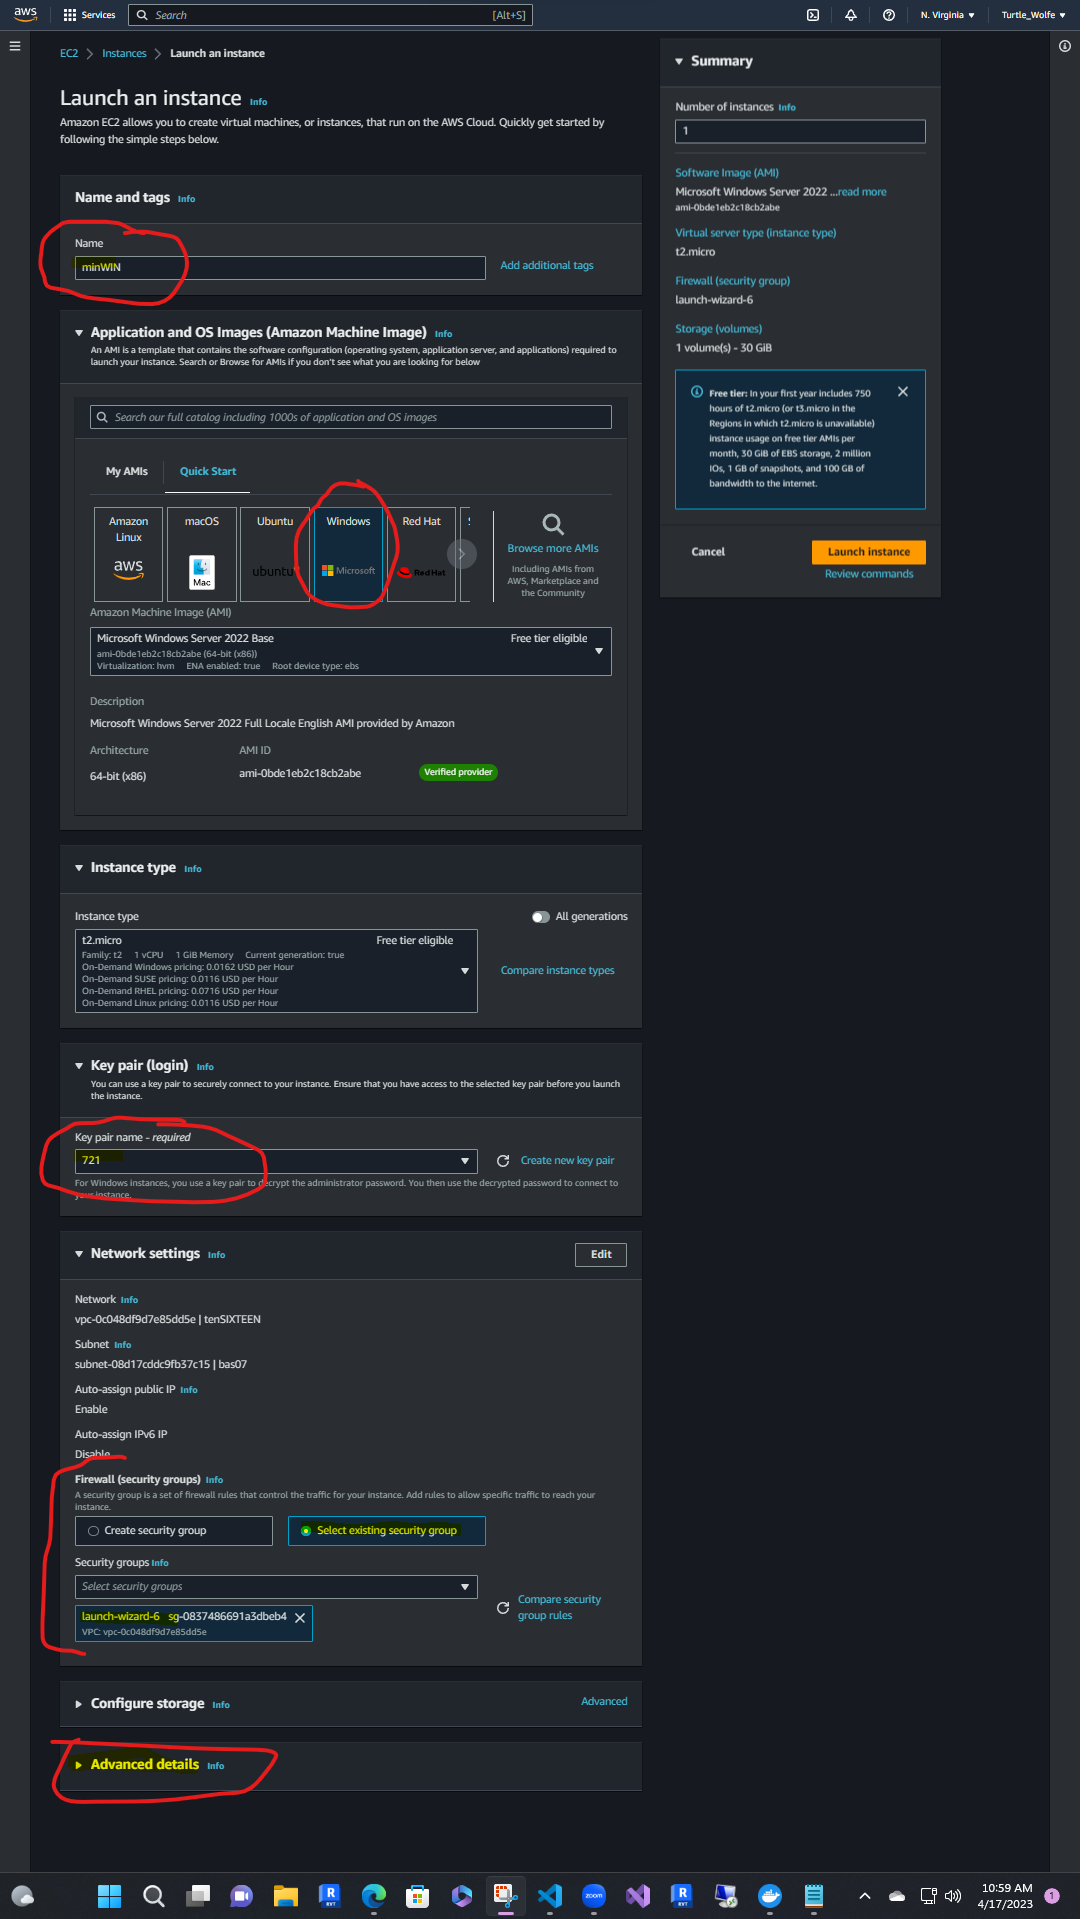 aws
Services
Search
[Alt+S]
N. Virginia
Turtle_Wolfe
EC2
Instances
Launch an instance
Launch an instance Info
Amazon EC2 allows you to create virtual machines, or instances, that run on the AWS Cloud. Quickly get started by
following the simple steps below.
Name and tags Info
Name
minWIN
Add additional tags
Application and OS Images (Amazon Machine Image) Info
An AMI is a template that contains the software configuration (operating system, application server, and applications) required to
launch your instance. Search or Browse for AMIs if you don't see what you are looking for below
Search our full catalog including 1000s of application and OS images
My AMIs
Quick Start
Amazon
Linux
aws
macOS
Mac
Ubuntu
ubuntu
Windows
Microsoft
Red Hat
Red Hat
Browse more AMIs
Including AMIs from
AWS, Marketplace and
the Community
Amazon Machine Image (AMI)
Microsoft Windows Server 2022 Base
Free tier eligible
ami-0bde1eb2c18cb2abe (64-bit (x86))
Virtualization: hvm ENA enabled: true Root device type: ebs
Description
Microsoft Windows Server 2022 Full Locale English AMI provided by Amazon
Architecture
AMI ID
64-bit (x86)
ami-0bde1eb2c18cb2abe
Verified provider
Instance type Info
Instance type
All generations
t2.micro
Free tier eligible
Family: t2 1 vCPU 1 GiB Memory Current generation: true
On-Demand Windows pricing: 0.0162 USD per Hour
On-Demand SUSE pricing: 0.0116 USD per Hour
On-Demand RHEL pricing: 0.0716 USD per Hour
On-Demand Linux pricing: 0.0116 USD per Hour
Compare instance types
Key pair (login) Info
You can use a key pair to securely connect to your instance. Ensure that you have access to the selected key pair before you launch
the instance.
Key pair name - required
721
Create new key pair
For Windows instances, you use a key pair to decrypt the administrator password. You then use the decrypted password to connect to
your instance.
Network settings Info
Edit
Network Info
vpc-0c048df9d7e85dd5e | tenSIXTEEN
Subnet Info
subnet-08d17cddc9fb37c15 | bas07
Auto-assign public IP Info
Enable
Auto-assign IPv6 IP
Disable
Firewall (security groups) Info
A security group is a set of firewall rules that control the traffic for your instance. Add rules to allow specific traffic to reach your
instance.
Create security group
Select existing security group
Security groups Info
Select security groups
Compare security
group rules
launch-wizard-6 sg-0837486691a3dbeb4
VPC: vpc-0c048df9d7e85dd5e
Configure storage Info
Advanced
Advanced details Info
Summary
Number of instances Info
1
Software Image (AMI)
Microsoft Windows Server 2022 ...read more
ami-0bde1eb2c18cb2abe
Virtual server type (instance type)
t2.micro
Firewall (security group)
launch-wizard-6
Storage (volumes)
1 volume(s) - 30 GiB
Free tier: In your first year includes 750
hours of t2.micro (or t3.micro in the
Regions in which t2.micro is unavailable)
instance usage on free tier AMIs per
month, 30 GiB of EBS storage, 2 million
IOs, 1 GB of snapshots, and 100 GB of
bandwidth to the internet.
Cancel
Launch instance
Review commands
R
RVT
zoom
R
RVT
10:59 AM
4/17/2023
1